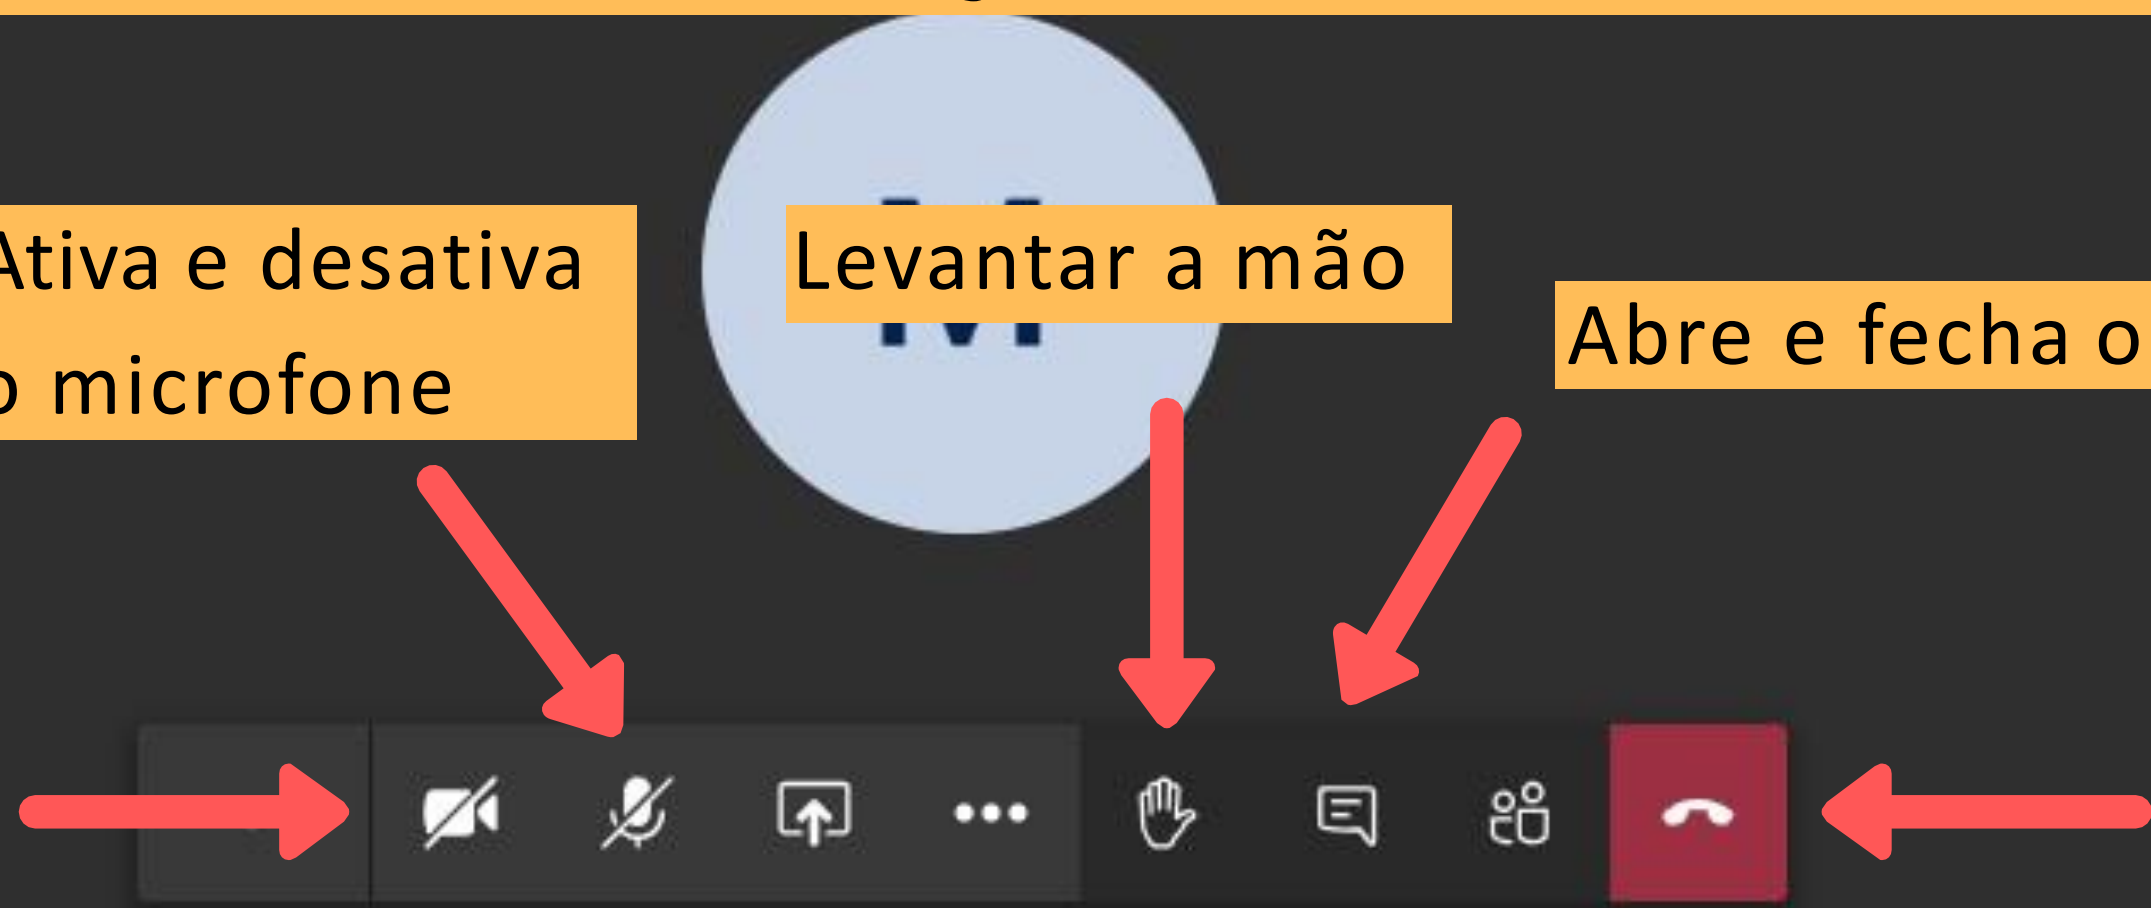 Ativa e desativa
o microfone
Levantar a mão
Abre e fecha o